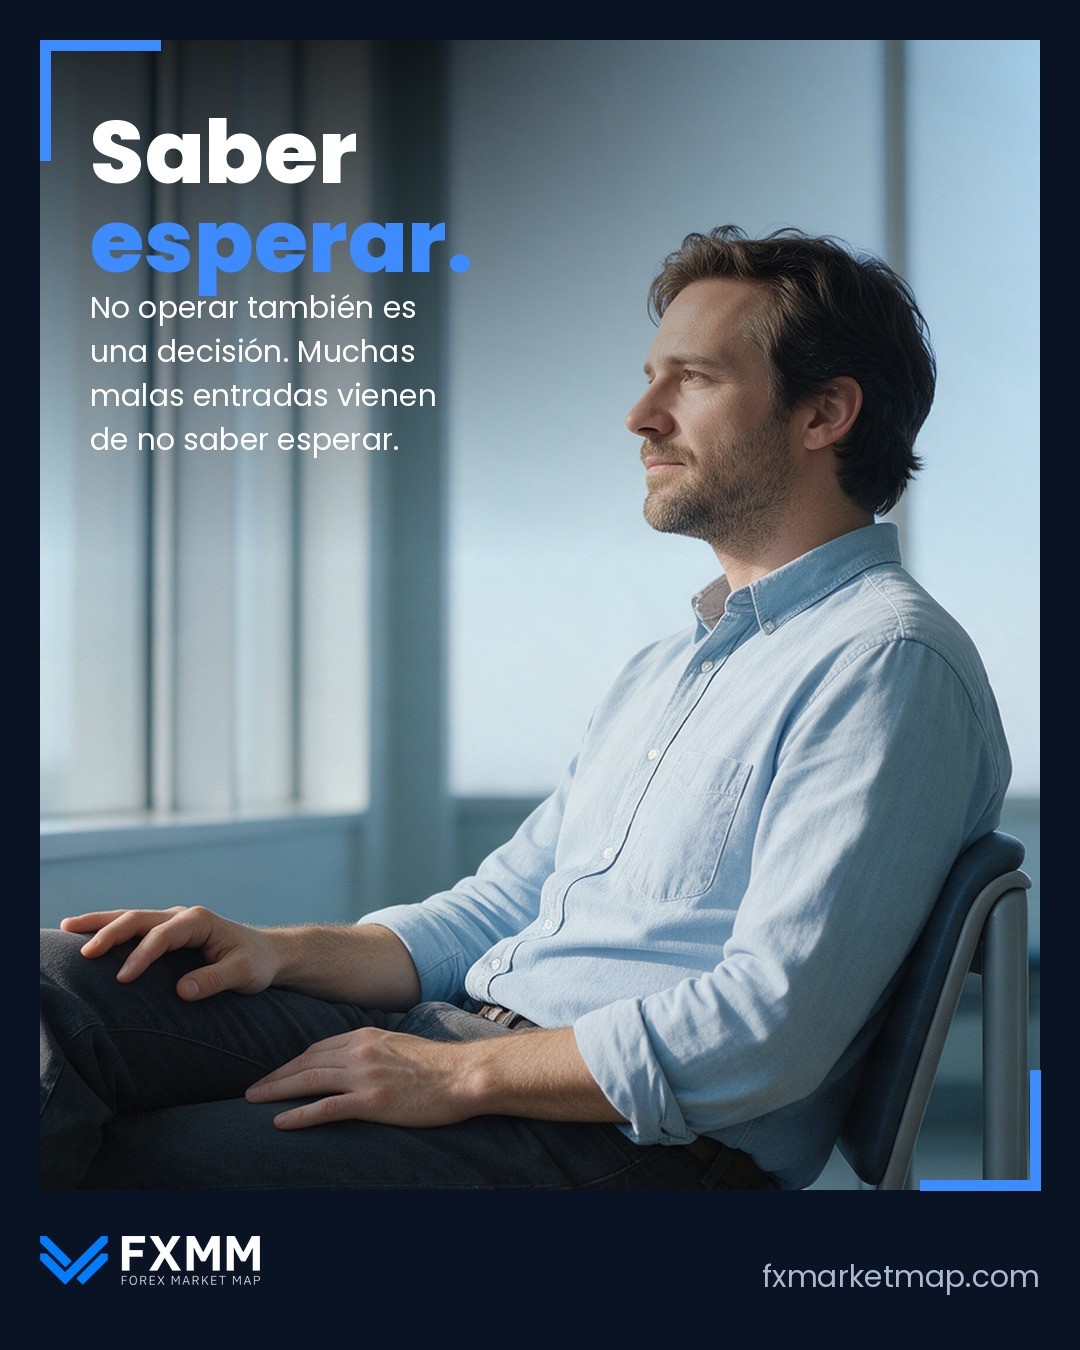 Saber
esperar.
No operar también es
una decisión. Muchas
malas entradas vienen
de no saber esperar.
FXMM
FOREX MARKET MAP
fxmarketmap.com